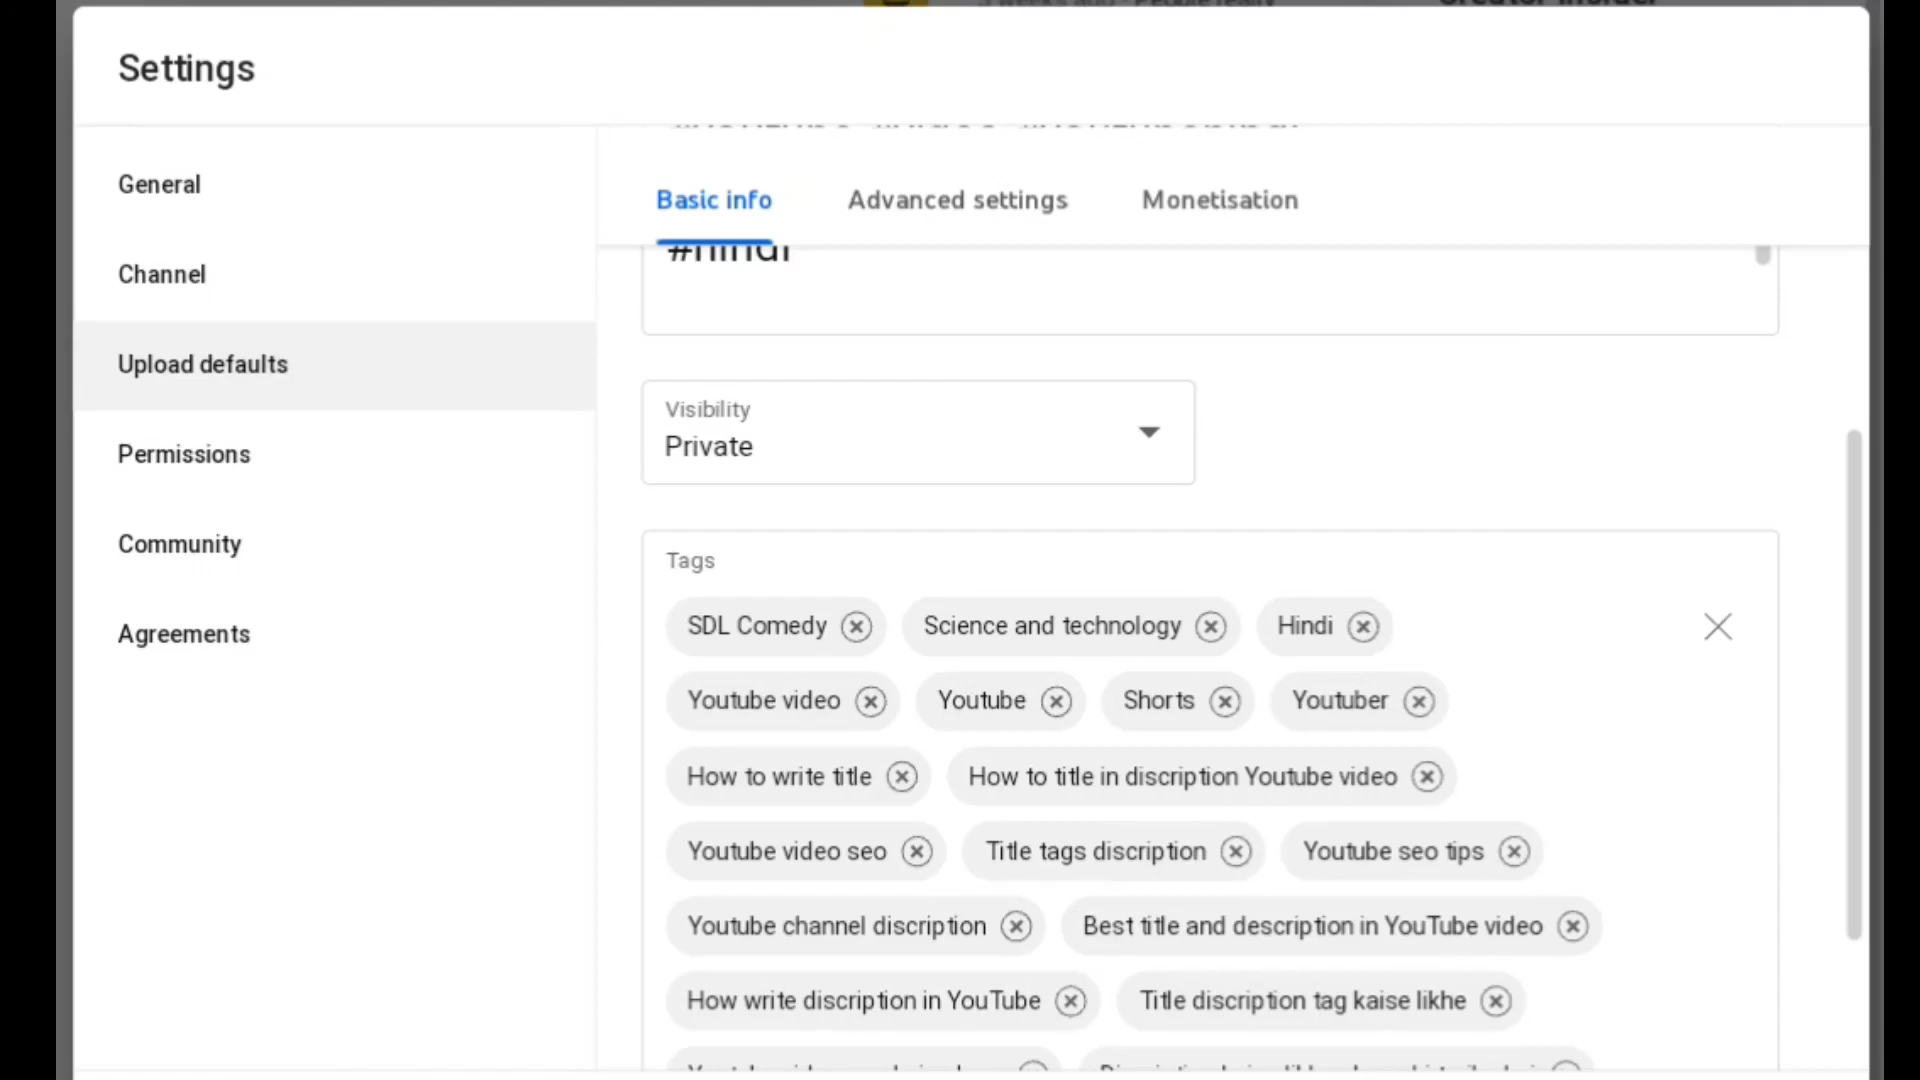 Settings
General
Channel
Upload defaults
Permissions
Community
Agreements
Basic info Advanced settings Monetisation
#hindi
Visibility
Private
Tags
SDL Comedy Science and technology Hindi
Youtube video Youtube Shorts Youtuber
How to write title How to title in discription Youtube video
Youtube video seo Title tags discription Youtube seo tips
Youtube channel discription Best title and description in YouTube video
How write discription in YouTube Title discription tag kaise likhe